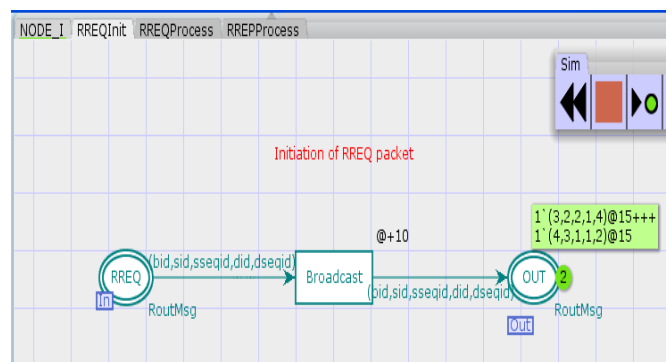 NODE_I RREQInit RREQProcess RREPProcess
Sim
Initiation of RREQ packet
1`(3,2,2,1,4)@15+++
1`(4,3,1,1,2)@15
@+10
(bid,sid,sseqid,did,dseqid)
RREQ
Broadcast
OUT
2
(bid,sid,sseqid,did,dseqid)
In
RoutMsg
RoutMsg
Out